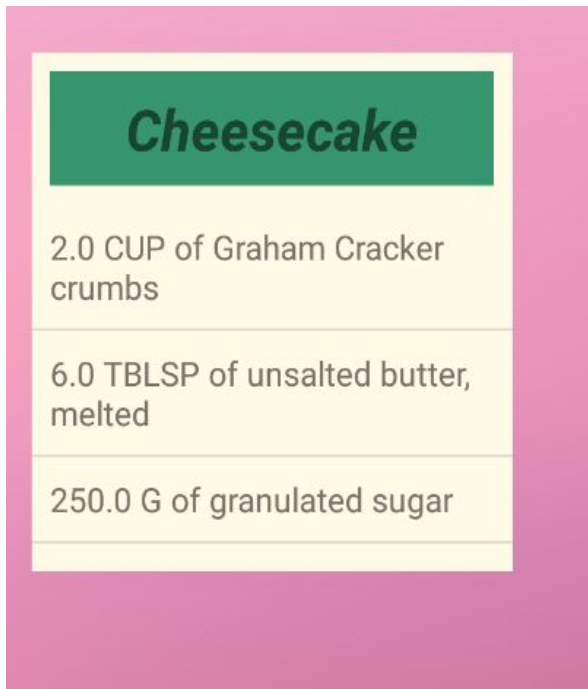 Cheesecake
2.0 CUP of Graham Cracker
crumbs
6.0 TBLSP of unsalted butter,
melted
250.0 G of granulated sugar